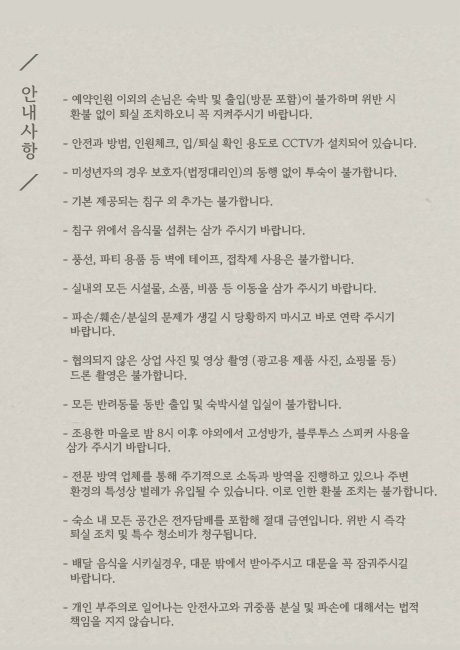 안내사항
- 예약인원 이외의 손님은 숙박 및 출입(방문 포함)이 불가하며 위반 시
환불 없이 퇴실 조치하오니 꼭 지켜주시기 바랍니다.
- 안전과 방범, 인원체크, 입/퇴실 확인 용도로 CCTV가 설치되어 있습니다.
- 미성년자의 경우 보호자(법정대리인)의 동행 없이 투숙이 불가합니다.
- 기본 제공되는 침구 외 추가는 불가합니다.
- 침구 위에서 음식물 섭취는 삼가 주시기 바랍니다.
- 풍선, 파티 용품 등 벽에 테이프, 접착제 사용은 불가합니다.
- 실내외 모든 시설물, 소품, 비품 등 이동을 삼가 주시기 바랍니다.
- 파손/훼손/분실의 문제가 생길 시 당황하지 마시고 바로 연락 주시기
바랍니다.
- 협의되지 않은 상업 사진 및 영상 촬영 (광고용 제품 사진, 쇼핑몰 등)
드론 촬영은 불가합니다.
- 모든 반려동물 동반 출입 및 숙박시설 입실이 불가합니다.
- 조용한 마을로 밤 8시 이후 야외에서 고성방가, 블루투스 스피커 사용을
삼가 주시기 바랍니다.
- 전문 방역 업체를 통해 주기적으로 소독과 방역을 진행하고 있으나 주변
환경의 특성상 벌레가 유입될 수 있습니다. 이로 인한 환불 조치는 불가합니다.
- 숙소 내 모든 공간은 전자담배를 포함해 절대 금연입니다. 위반 시 즉각
퇴실 조치 및 특수 청소비가 청구됩니다.
- 배달 음식을 시키실경우, 대문 밖에서 받아주시고 대문을 꼭 잠궈주시길
바랍니다.
- 개인 부주의로 일어나는 안전사고와 귀중품 분실 및 파손에 대해서는 법적
책임을 지지 않습니다.